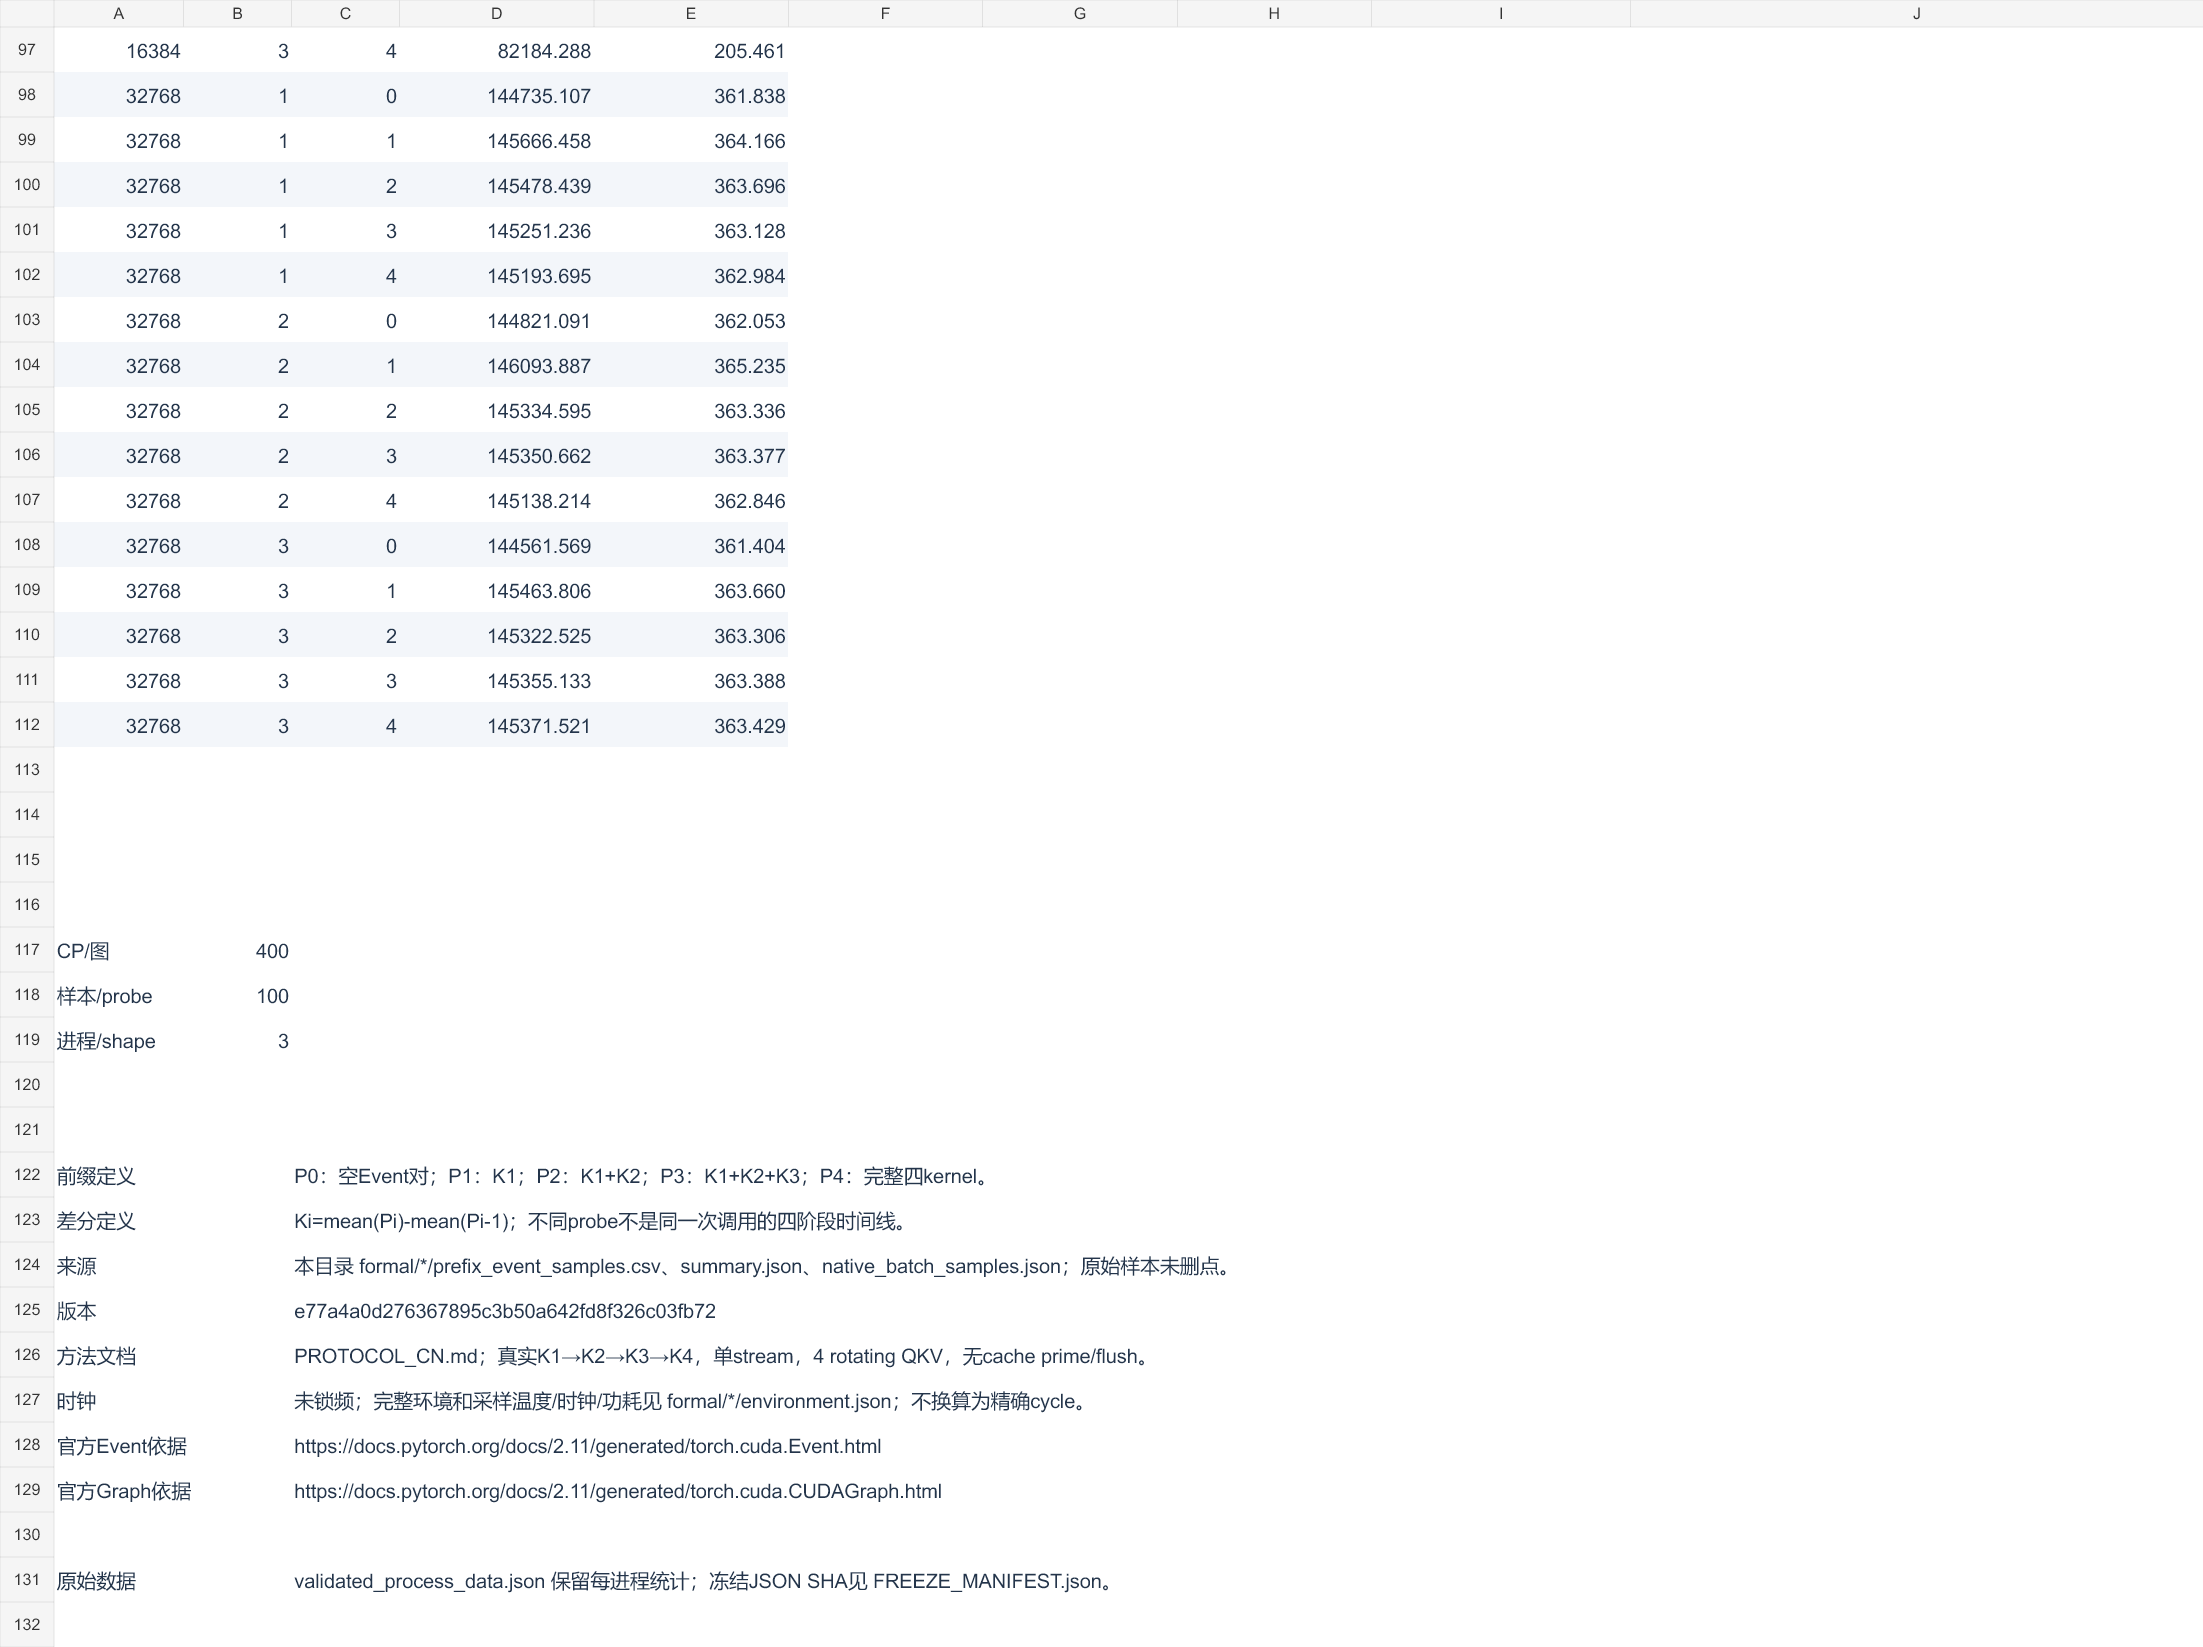 A B C D E F G H I J
97 16384 3 4 82184.288 205.461
98 32768 1 0 144735.107 361.838
99 32768 1 1 145666.458 364.166
100 32768 1 2 145478.439 363.696
101 32768 1 3 145251.236 363.128
102 32768 1 4 145193.695 362.984
103 32768 2 0 144821.091 362.053
104 32768 2 1 146093.887 365.235
105 32768 2 2 145334.595 363.336
106 32768 2 3 145350.662 363.377
107 32768 2 4 145138.214 362.846
108 32768 3 0 144561.569 361.404
109 32768 3 1 145463.806 363.660
110 32768 3 2 145322.525 363.306
111 32768 3 3 145355.133 363.388
112 32768 3 4 145371.521 363.429
113
114
115
116
117 CP/图 400
118 样本/probe 100
119 进程/shape 3
120
121
122 前缀定义 P0：空Event对；P1：K1；P2：K1+K2；P3：K1+K2+K3；P4：完整四kernel。
123 差分定义 Ki=mean(Pi)-mean(Pi-1)；不同probe不是同一次调用的四阶段时间线。
124 来源 本目录 formal/*/prefix_event_samples.csv、summary.json、native_batch_samples.json；原始样本未删点。
125 版本 e77a4a0d276367895c3b50a642fd8f326c03fb72
126 方法文档 PROTOCOL_CN.md；真实K1→K2→K3→K4，单stream，4 rotating QKV，无cache prime/flush。
127 时钟 未锁频；完整环境和采样温度/时钟/功耗见 formal/*/environment.json；不换算为精确cycle。
128 官方Event依据 https://docs.pytorch.org/docs/2.11/generated/torch.cuda.Event.html
129 官方Graph依据 https://docs.pytorch.org/docs/2.11/generated/torch.cuda.CUDAGraph.html
130
131 原始数据 validated_process_data.json 保留每进程统计；冻结JSON SHA见 FREEZE_MANIFEST.json。
132